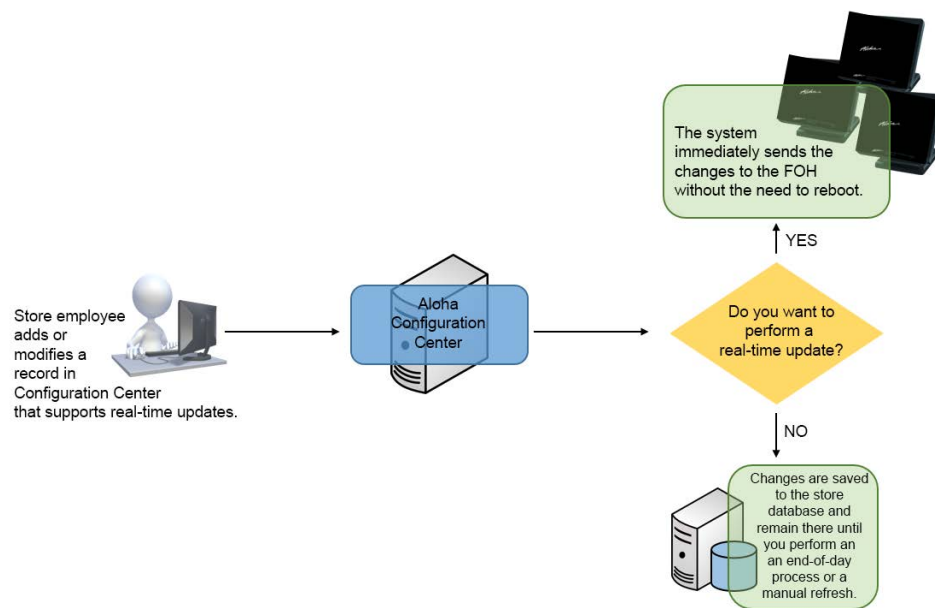 Store employee
adds or
modifies a
record in
Configuration Center
that supports real-time updates.
Aloha
Configuration
Center
The system
immediately sends the
changes to the FOH
without the need to reboot.
YES
Do you want to
perform a
real-time update?
NO
Changes are saved
to the store
database and
remain there until
you perform an
an end-of-day
process or a
manual refresh.